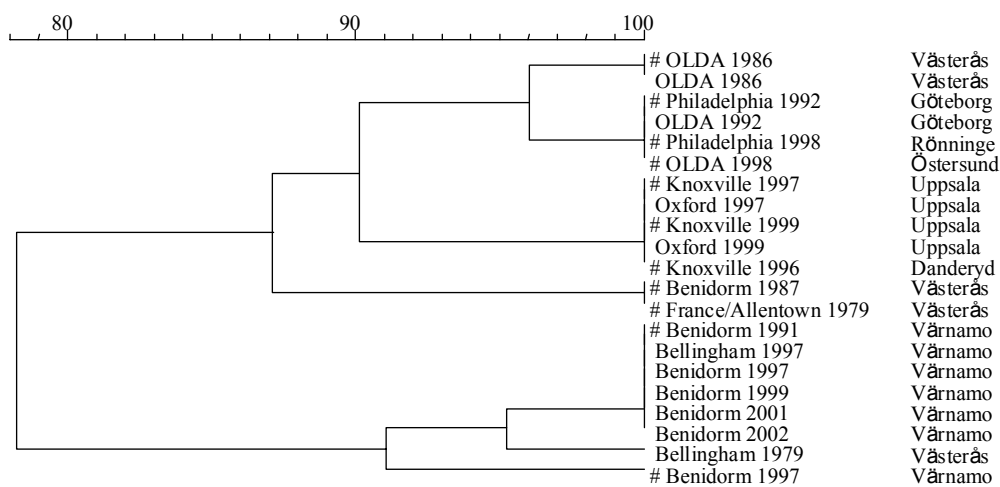 80 90 100
# OLDA 1986 Västerås
OLDA 1986 Västerås
# Philadelphia 1992 Göteborg
OLDA 1992 Göteborg
# Philadelphia 1998 Rönninge
# OLDA 1998 Östersund
# Knoxville 1997 Uppsala
Oxford 1997 Uppsala
# Knoxville 1999 Uppsala
Oxford 1999 Uppsala
# Knoxville 1996 Danderyd
# Benidorm 1987 Västerås
# France/Allentown 1979 Västerås
# Benidorm 1991 Värnamo
Bellingham 1997 Värnamo
Benidorm 1997 Värnamo
Benidorm 1999 Värnamo
Benidorm 2001 Värnamo
Benidorm 2002 Värnamo
Bellingham 1979 Västerås
# Benidorm 1997 Värnamo